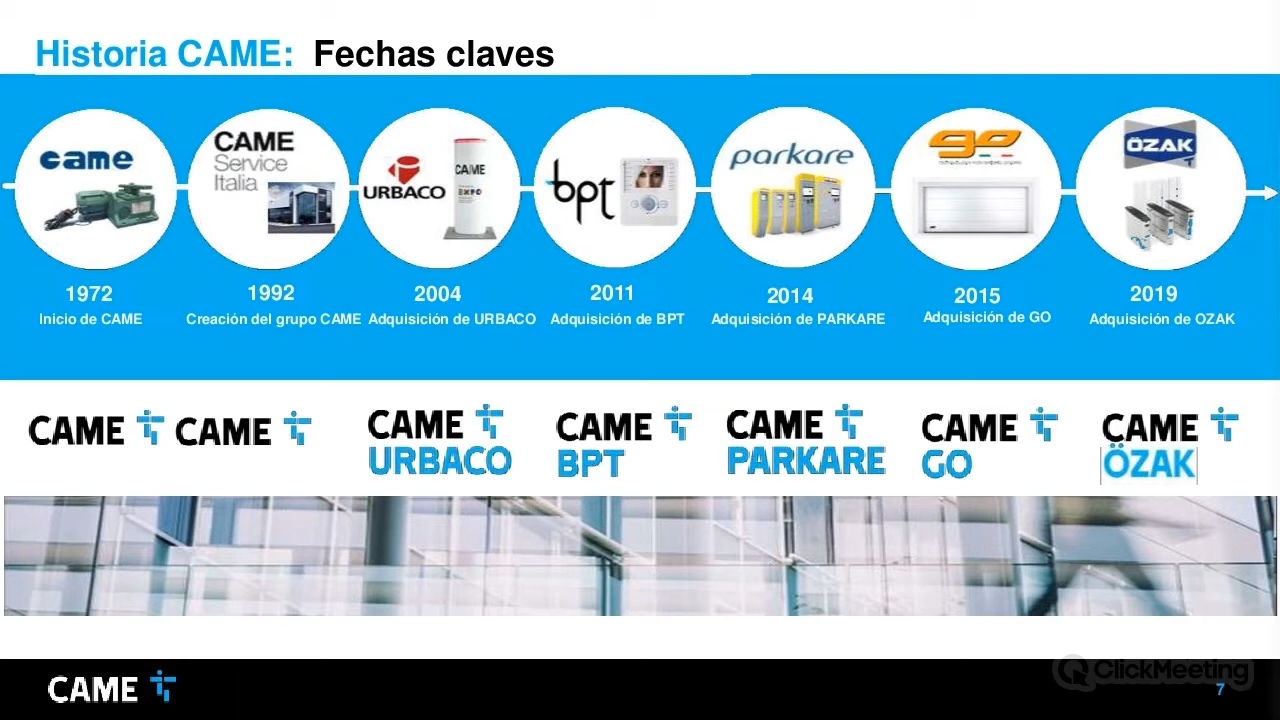 Historia CAME: Fechas claves
came
CAME
Service
Italia
URBACO
CAME
EXPO
bpt
parkare
go
ÖZAK
1972
1992
2004
2011
2014
2015
2019
Inicio de CAME
Creación del grupo CAME
Adquisición de URBACO
Adquisición de BPT
Adquisición de PARKARE
Adquisición de GO
Adquisición de OZAK
CAME
CAME
CAME
URBACO
CAME
BPT
CAME
PARKARE
CAME
GO
CAME
ÖZAK
CAME
ClickMeeting
7